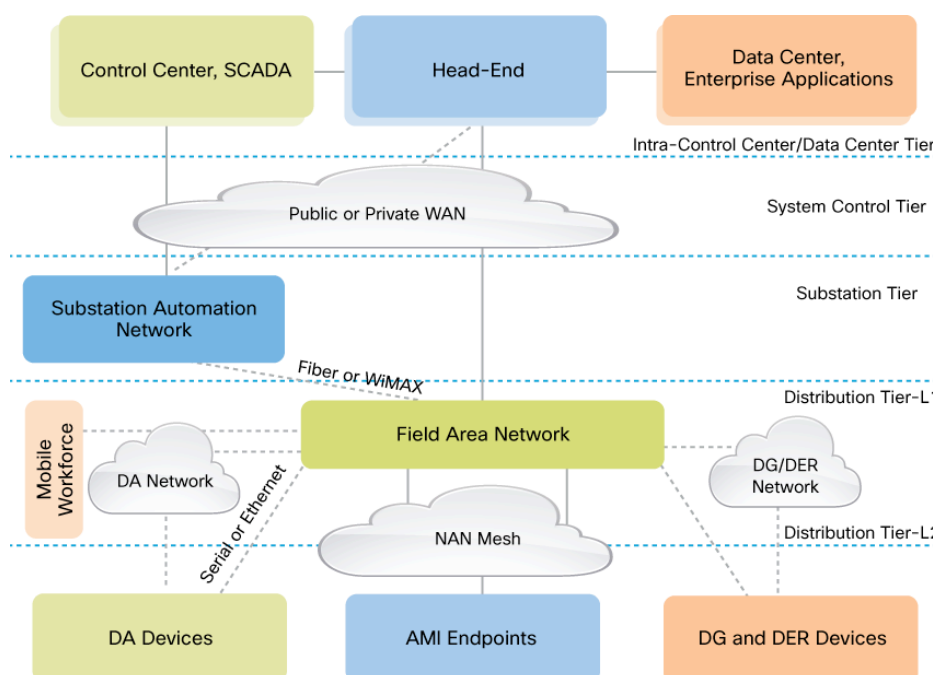 Control Center, SCADA
Head-End
Data Center,
Enterprise Applications
Intra-Control Center/Data Center Tier
Public or Private WAN
System Control Tier
Substation Automation
Network
Substation Tier
Fiber or WiMAX
Distribution Tier-L1
Mobile
Workforce
DA Network
Serial or Ethernet
Field Area Network
DG/DER
Network
NAN Mesh
Distribution Tier-L2
DA Devices
AMI Endpoints
DG and DER Devices